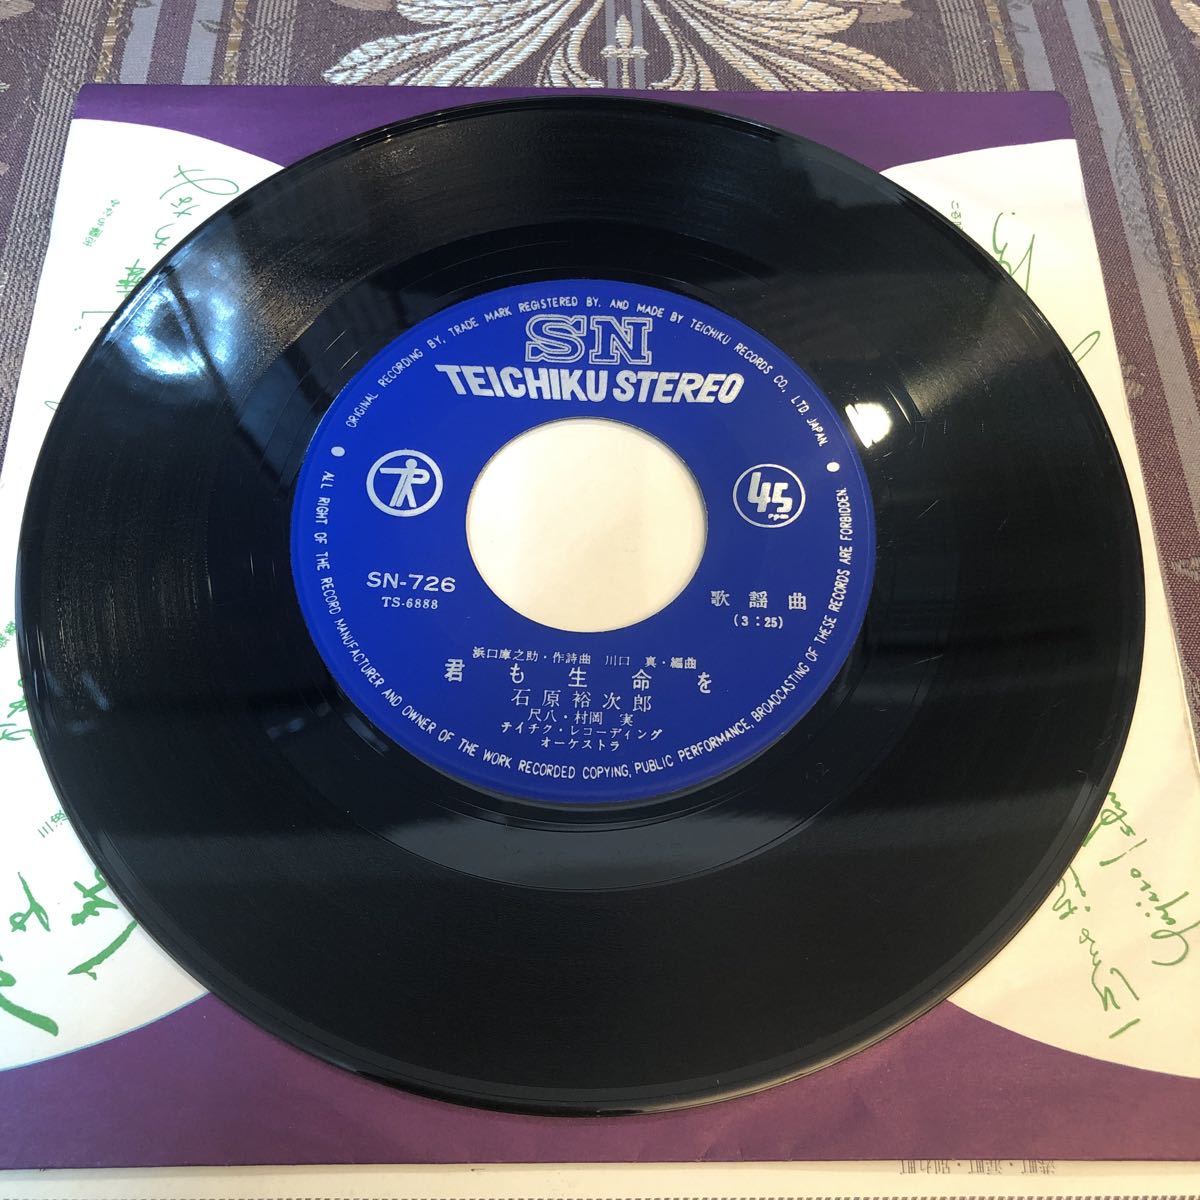 ORIGINAL RECORDING BY, TRADE MARK REGISTERED BY. AND MADE BY TEICHIKU RECORDS CO., LTD. JAPAN.
SN
TEICHIKU STEREO
45
rpm
SN-726
TS-6888
歌謡曲
(3:25)
浜口庫之助・作詩曲 川口 真・編曲
君も生命を
石原裕次郎
尺八・村岡 実
テイチク・レコーディング
オーケストラ
ALL RIGHT OF THE RECORD MANUFACTURER AND OWNER OF THE WORK RECORDED COPYING, PUBLIC PERFORMANCE, BROADCASTING OF THESE RECORDS ARE FORBIDDEN.